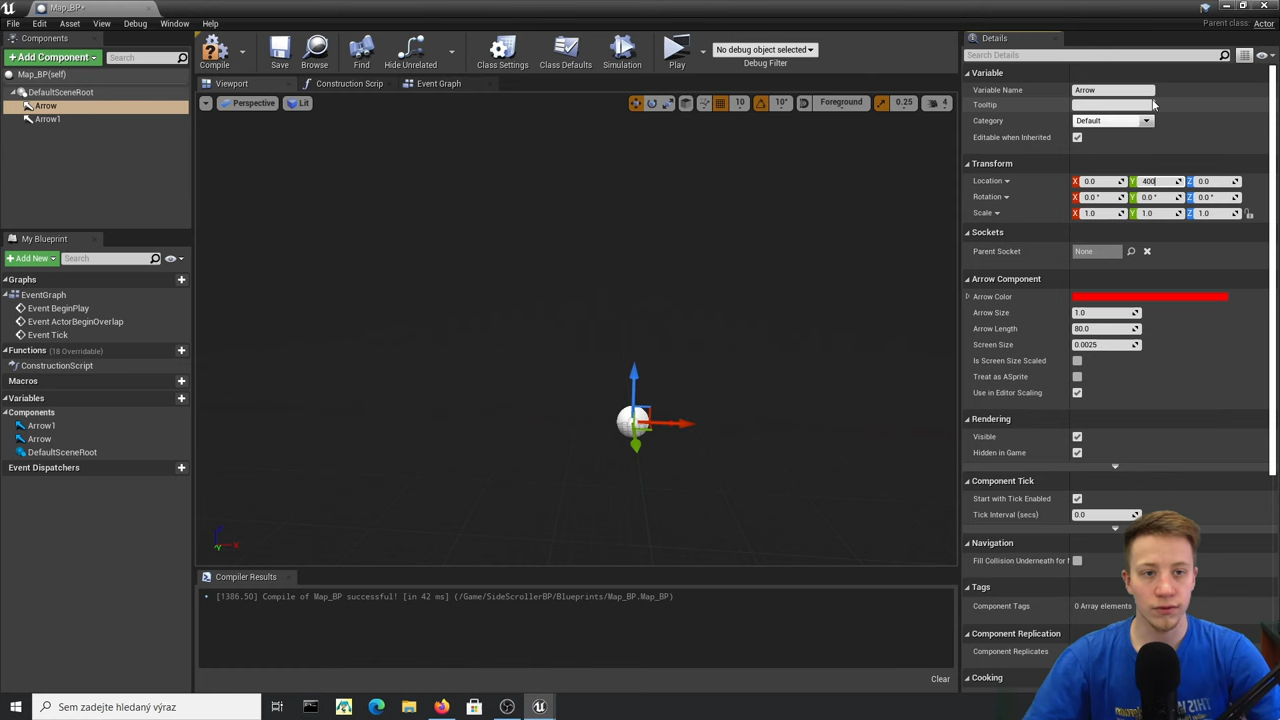 Map_BP*
File Edit Asset View Debug Window Help
Parent class: Actor
Components
+ Add Component
Search
Map_BP(self)
DefaultSceneRoot
Arrow
Arrow1
Compile
Save
Browse
Find
Hide Unrelated
Class Settings
Class Defaults
Simulation
Play
No debug object selected
Debug Filter
Viewport
Construction Scrip
Event Graph
Perspective
Lit
10
10°
Foreground
0.25
4
My Blueprint
+ Add New
Search
Graphs
EventGraph
Event BeginPlay
Event ActorBeginOverlap
Event Tick
Functions (18 Overridable)
ConstructionScript
Macros
Variables
Components
Arrow1
Arrow
DefaultSceneRoot
Event Dispatchers
Compiler Results
[1386.50] Compile of Map_BP successful! [in 42 ms] (/Game/SideScrollerBP/Blueprints/Map_BP.Map_BP)
Clear
Details
Search Details
Variable
Variable Name Arrow
Tooltip
Category Default
Editable when Inherited
Transform
Location X 0.0 Y 400 Z 0.0
Rotation X 0.0 ° Y 0.0 ° Z 0.0 °
Scale X 1.0 Y 1.0 Z 1.0
Sockets
Parent Socket None
Arrow Component
Arrow Color
Arrow Size 1.0
Arrow Length 80.0
Screen Size 0.0025
Is Screen Size Scaled
Treat as ASprite
Use in Editor Scaling
Rendering
Visible
Hidden in Game
Component Tick
Start with Tick Enabled
Tick Interval (secs) 0.0
Navigation
Fill Collision Underneath for
Tags
Component Tags 0 Array elements
Component Replication
Component Replicates
Cooking
Sem zadejte hledaný výraz